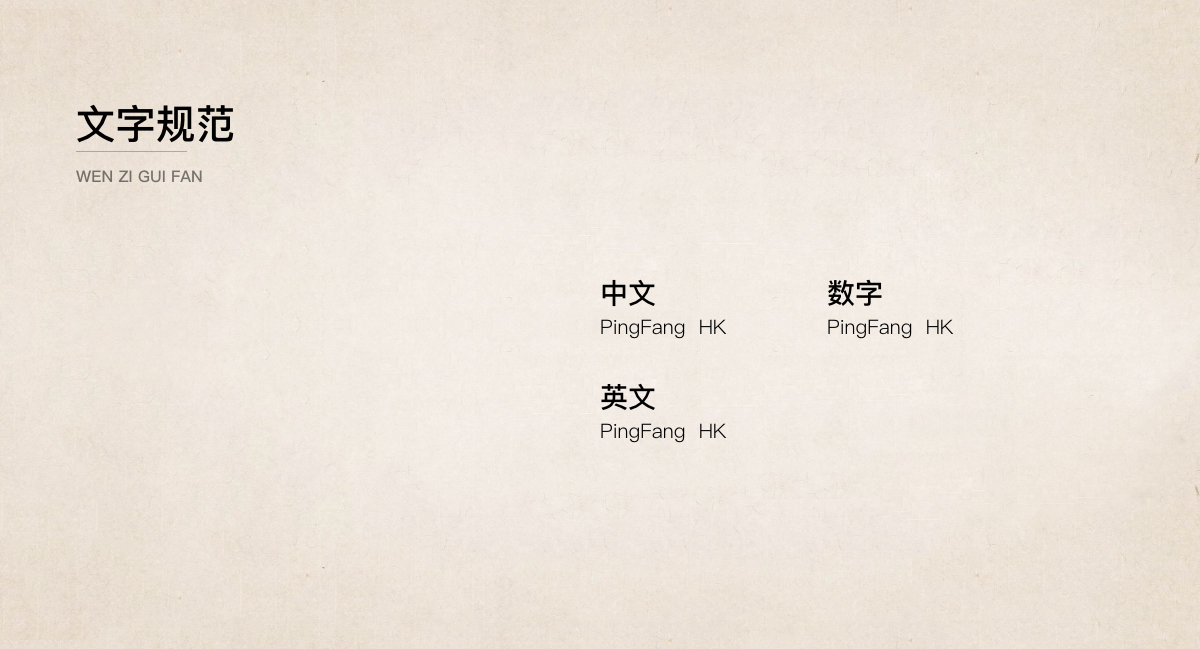 文字规范
WEN ZI GUI FAN
中文
PingFang HK
数字
PingFang HK
英文
PingFang HK